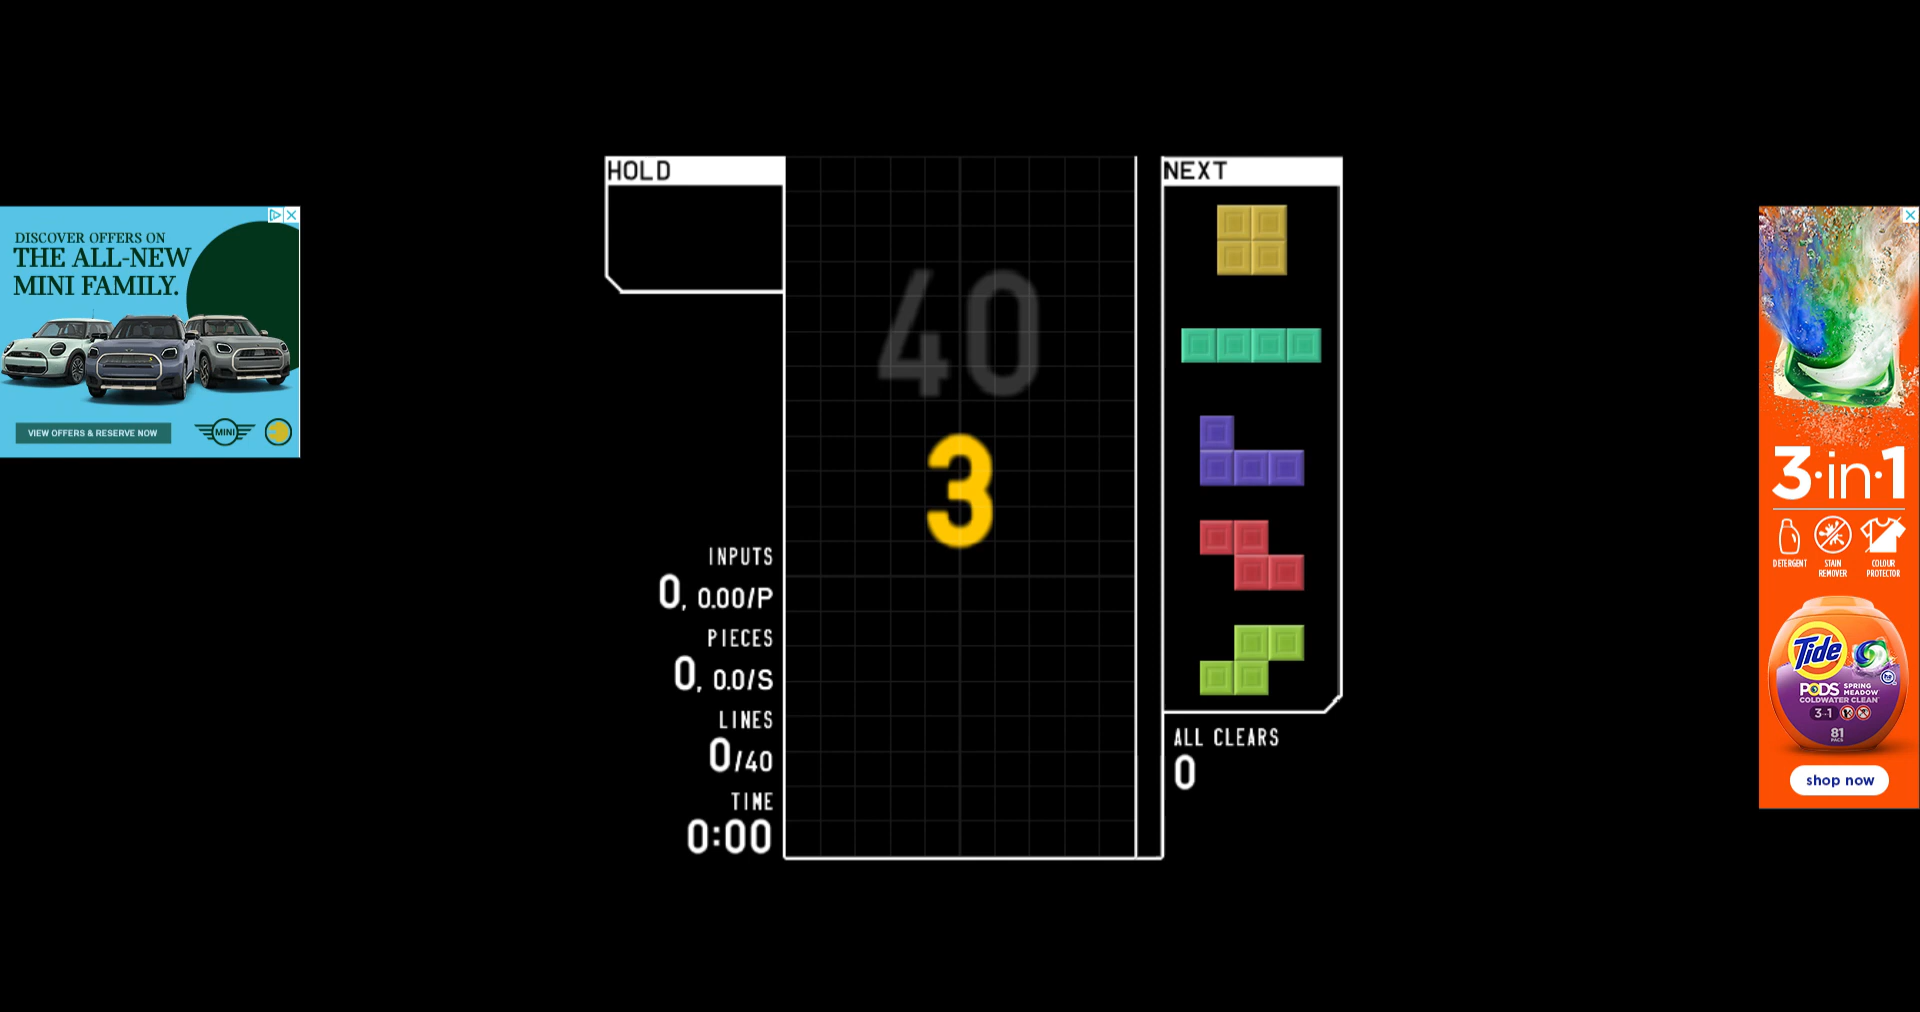 DISCOVER OFFERS ON
THE ALL-NEW
MINI FAMILY.
VIEW OFFERS & RESERVE NOW
MINI
HOLD
40
3
INPUTS
0, 0.00/P
PIECES
0, 0.0/S
LINES
0/40
TIME
0:00
NEXT
ALL CLEARS
0
3·in·1
DETERGENT
STAIN
REMOVER
COLOUR
PROTECTOR
Tide
PODS
SPRING
MEADOW
COLDWATER CLEAN
3·1
81
PACS
shop now